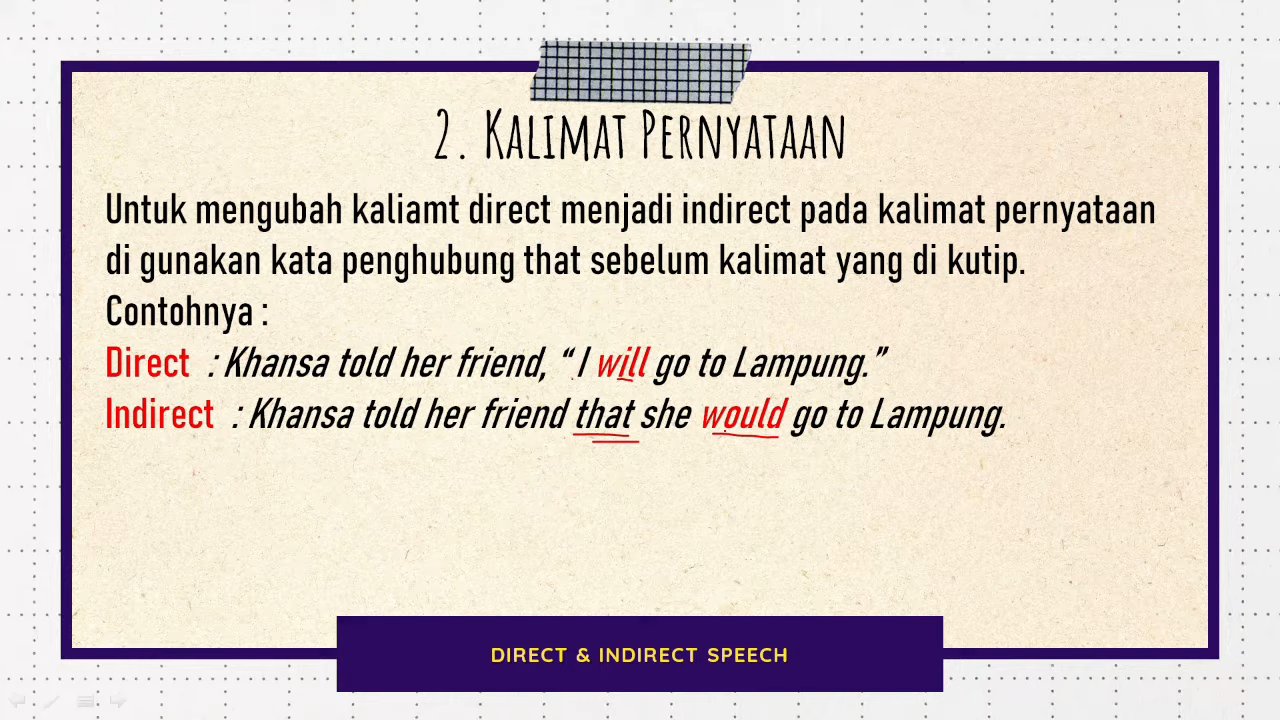 2. Kalimat Pernyataan
Untuk mengubah kaliamt direct menjadi indirect pada kalimat pernyataan
di gunakan kata penghubung that sebelum kalimat yang di kutip.
Contohnya :
Direct : Khansa told her friend, “ I will go to Lampung.”
Indirect : Khansa told her friend that she would go to Lampung.
DIRECT & INDIRECT SPEECH